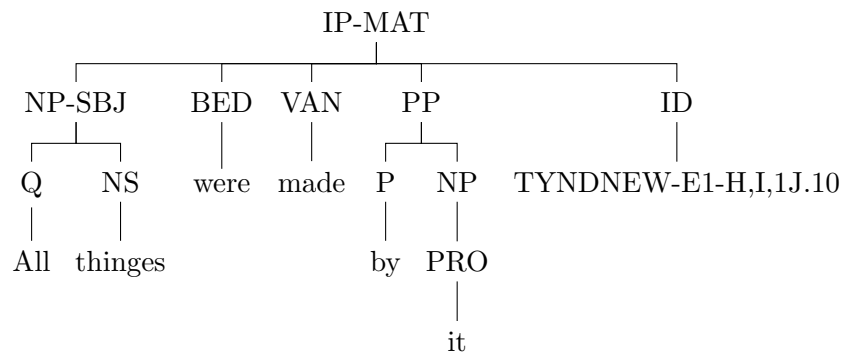 IP-MAT
NP-SBJ BED VAN PP ID
Q NS were made P NP TYNDNEW-E1-H,I,1J.10
All thinges by PRO
it